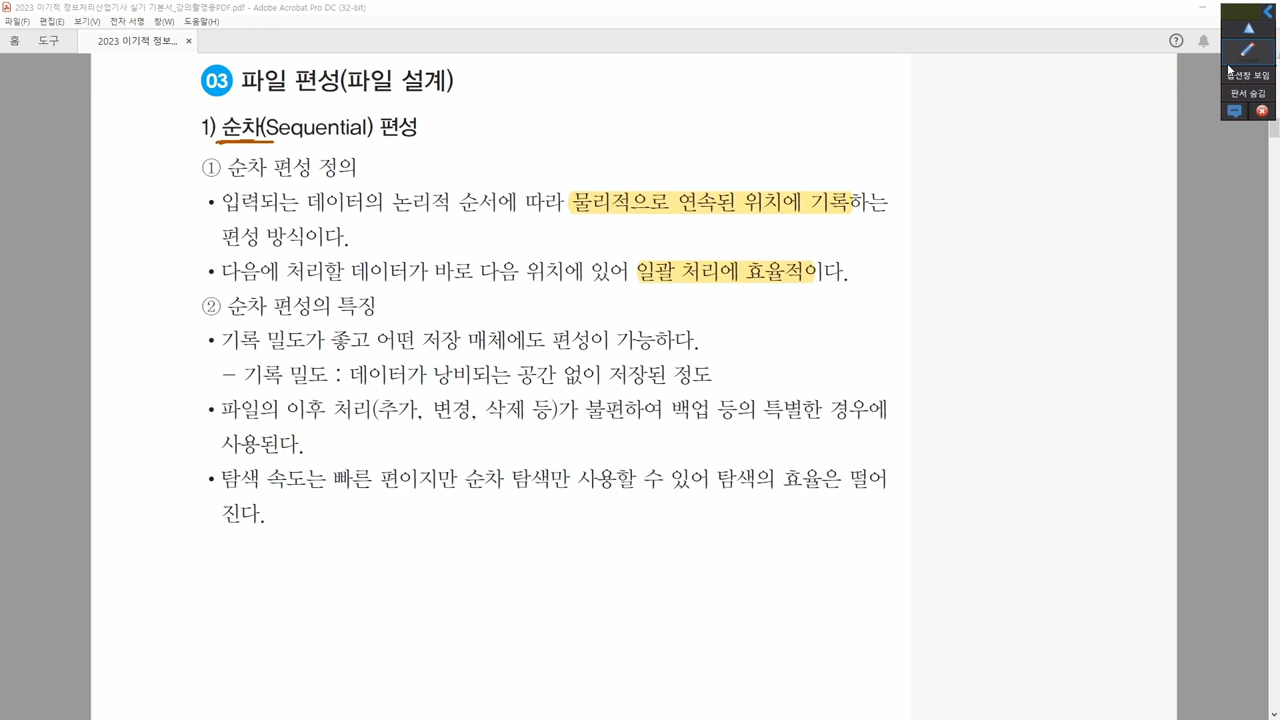 2023 이기적 정보처리산업기사 실기 기본서_강의촬영용PDF.pdf - Adobe Acrobat Pro DC (32-bit)
파일(F) 편집(E) 보기(V) 전자 서명 창(W) 도움말(H)
홈 도구 2023 이기적 정보... ×
옵션창 보임
판서 숨김
03 파일 편성(파일 설계)
1) 순차(Sequential) 편성
① 순차 편성 정의
• 입력되는 데이터의 논리적 순서에 따라 물리적으로 연속된 위치에 기록하는
편성 방식이다.
• 다음에 처리할 데이터가 바로 다음 위치에 있어 일괄 처리에 효율적이다.
② 순차 편성의 특징
• 기록 밀도가 좋고 어떤 저장 매체에도 편성이 가능하다.
– 기록 밀도 : 데이터가 낭비되는 공간 없이 저장된 정도
• 파일의 이후 처리(추가, 변경, 삭제 등)가 불편하여 백업 등의 특별한 경우에
사용된다.
• 탐색 속도는 빠른 편이지만 순차 탐색만 사용할 수 있어 탐색의 효율은 떨어
진다.